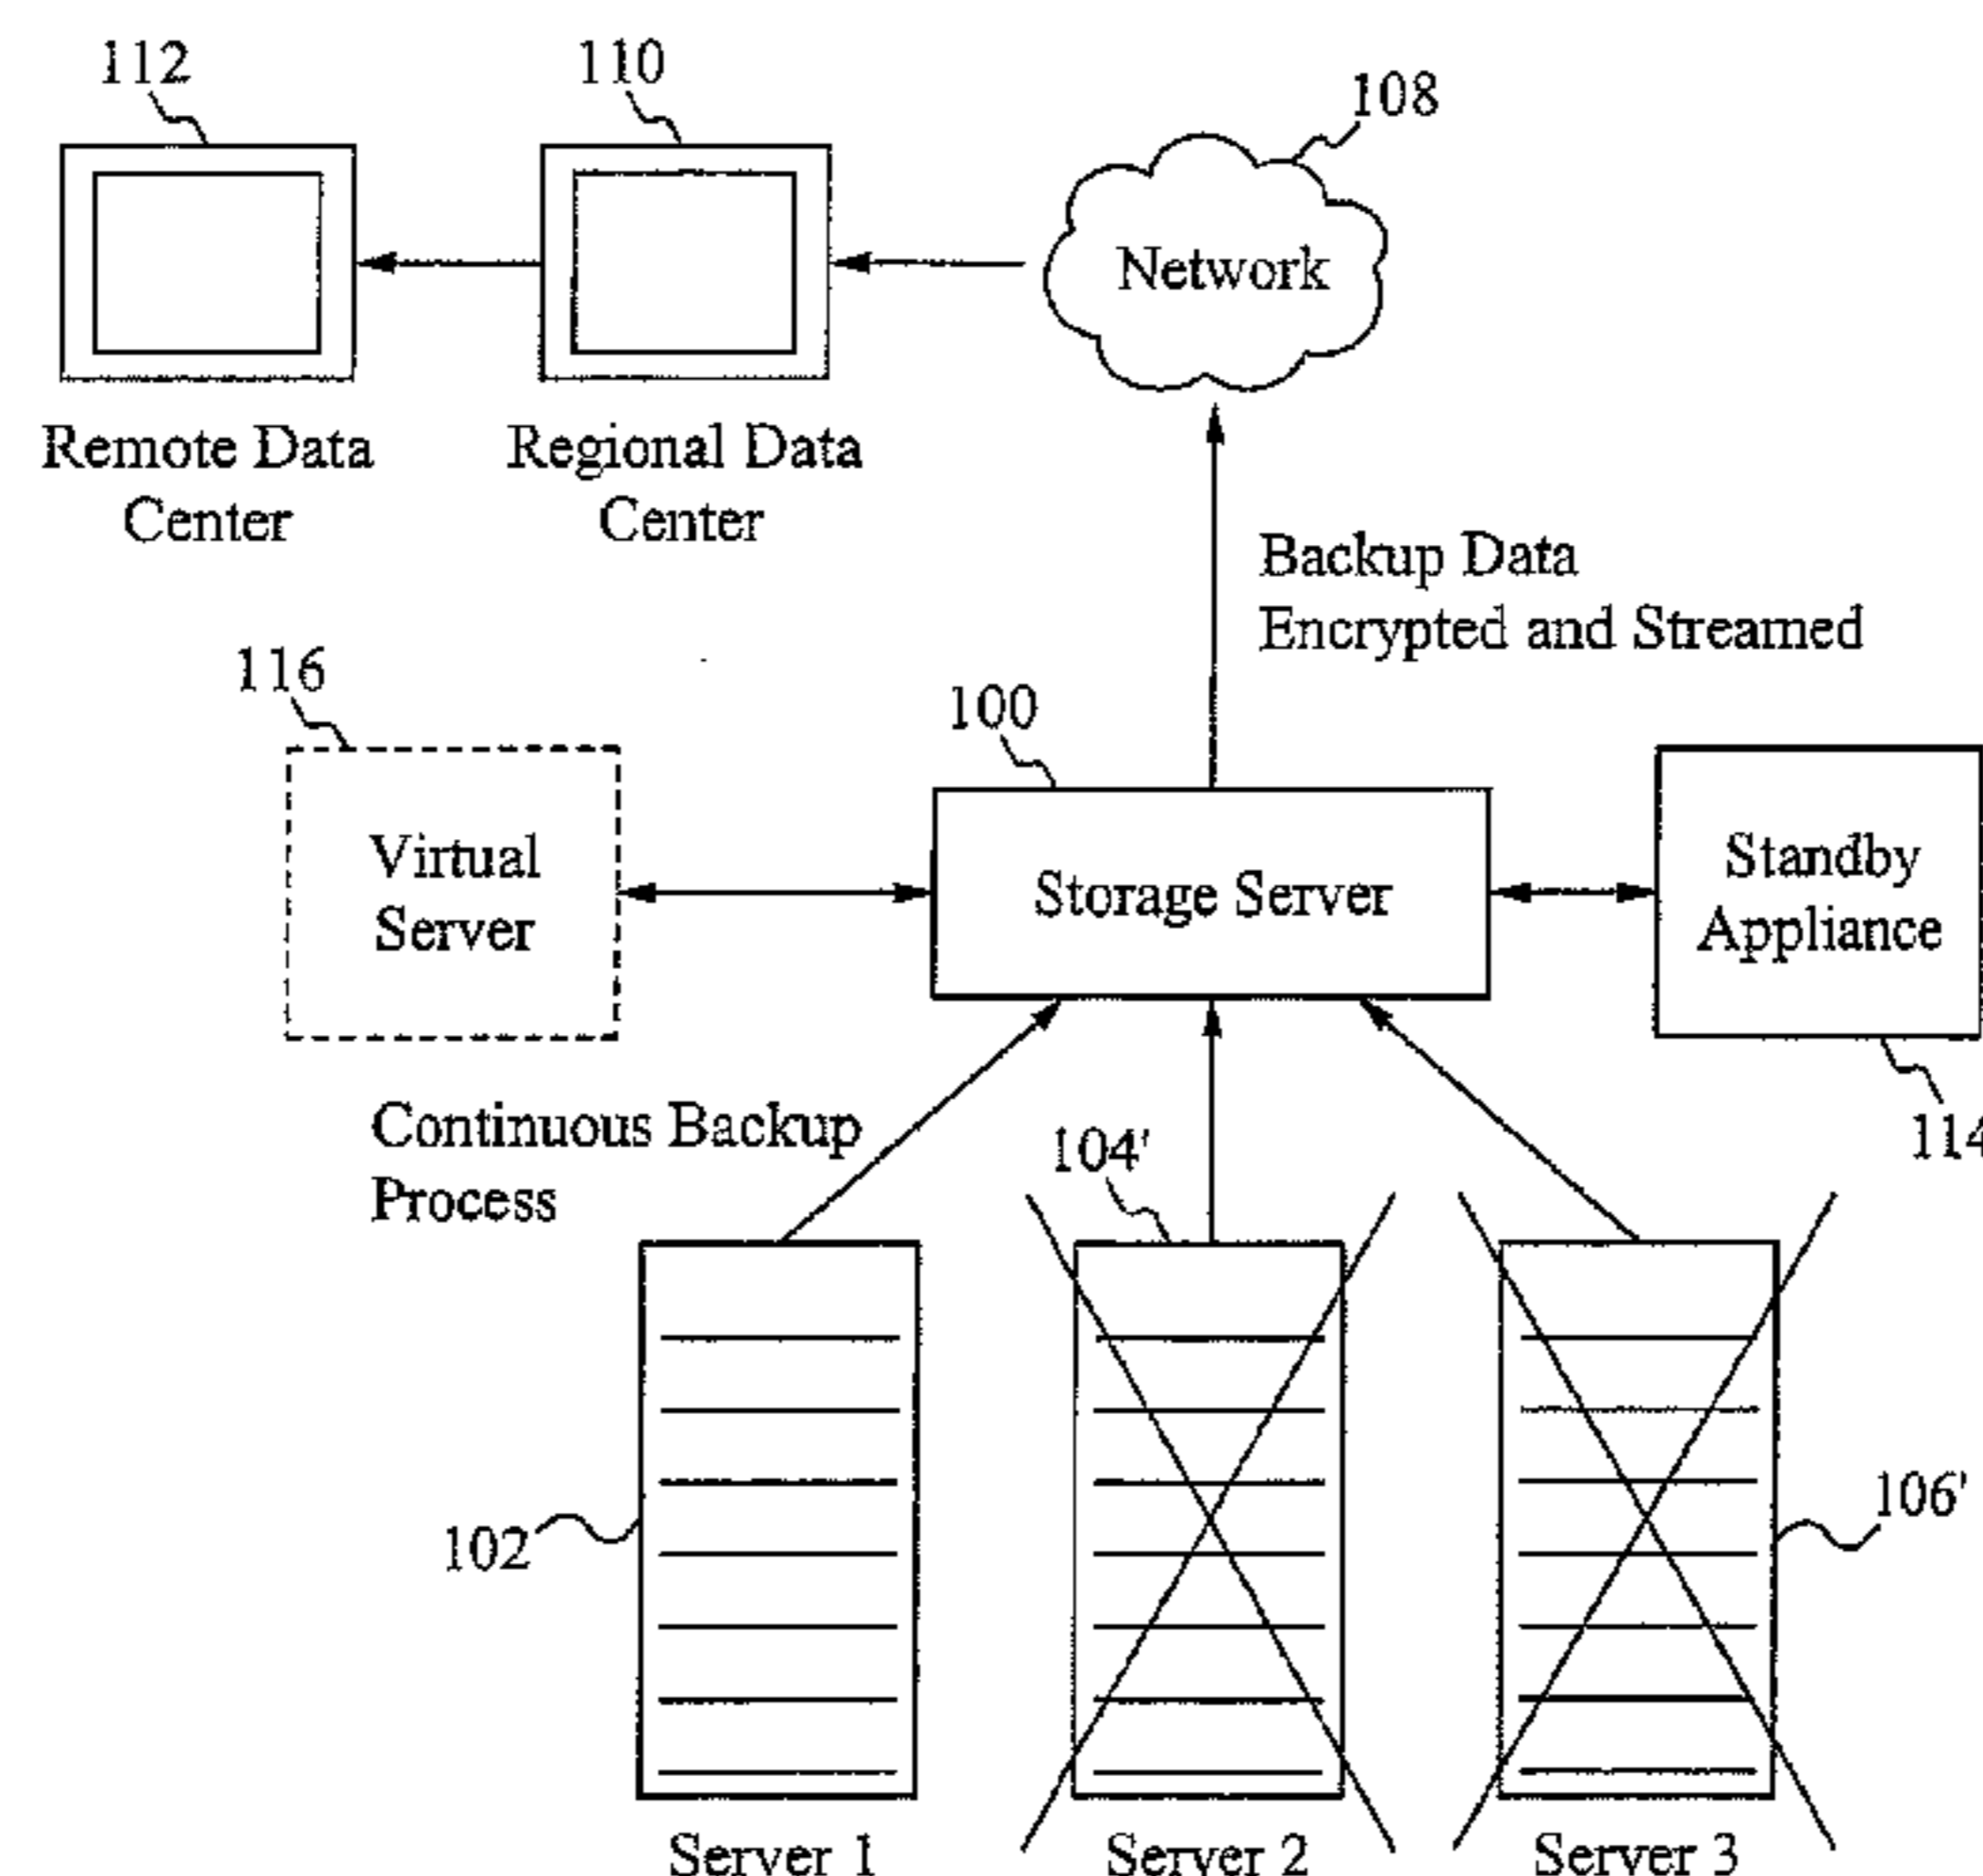 112
110
108
Network
Remote Data
Center
Regional Data
Center
Backup Data
Encrypted and Streamed
116
100
Virtual
Server
Storage Server
Standby
Appliance
114
Continuous Backup
Process
104'
102
106'
Server 1
Server 2
Server 3